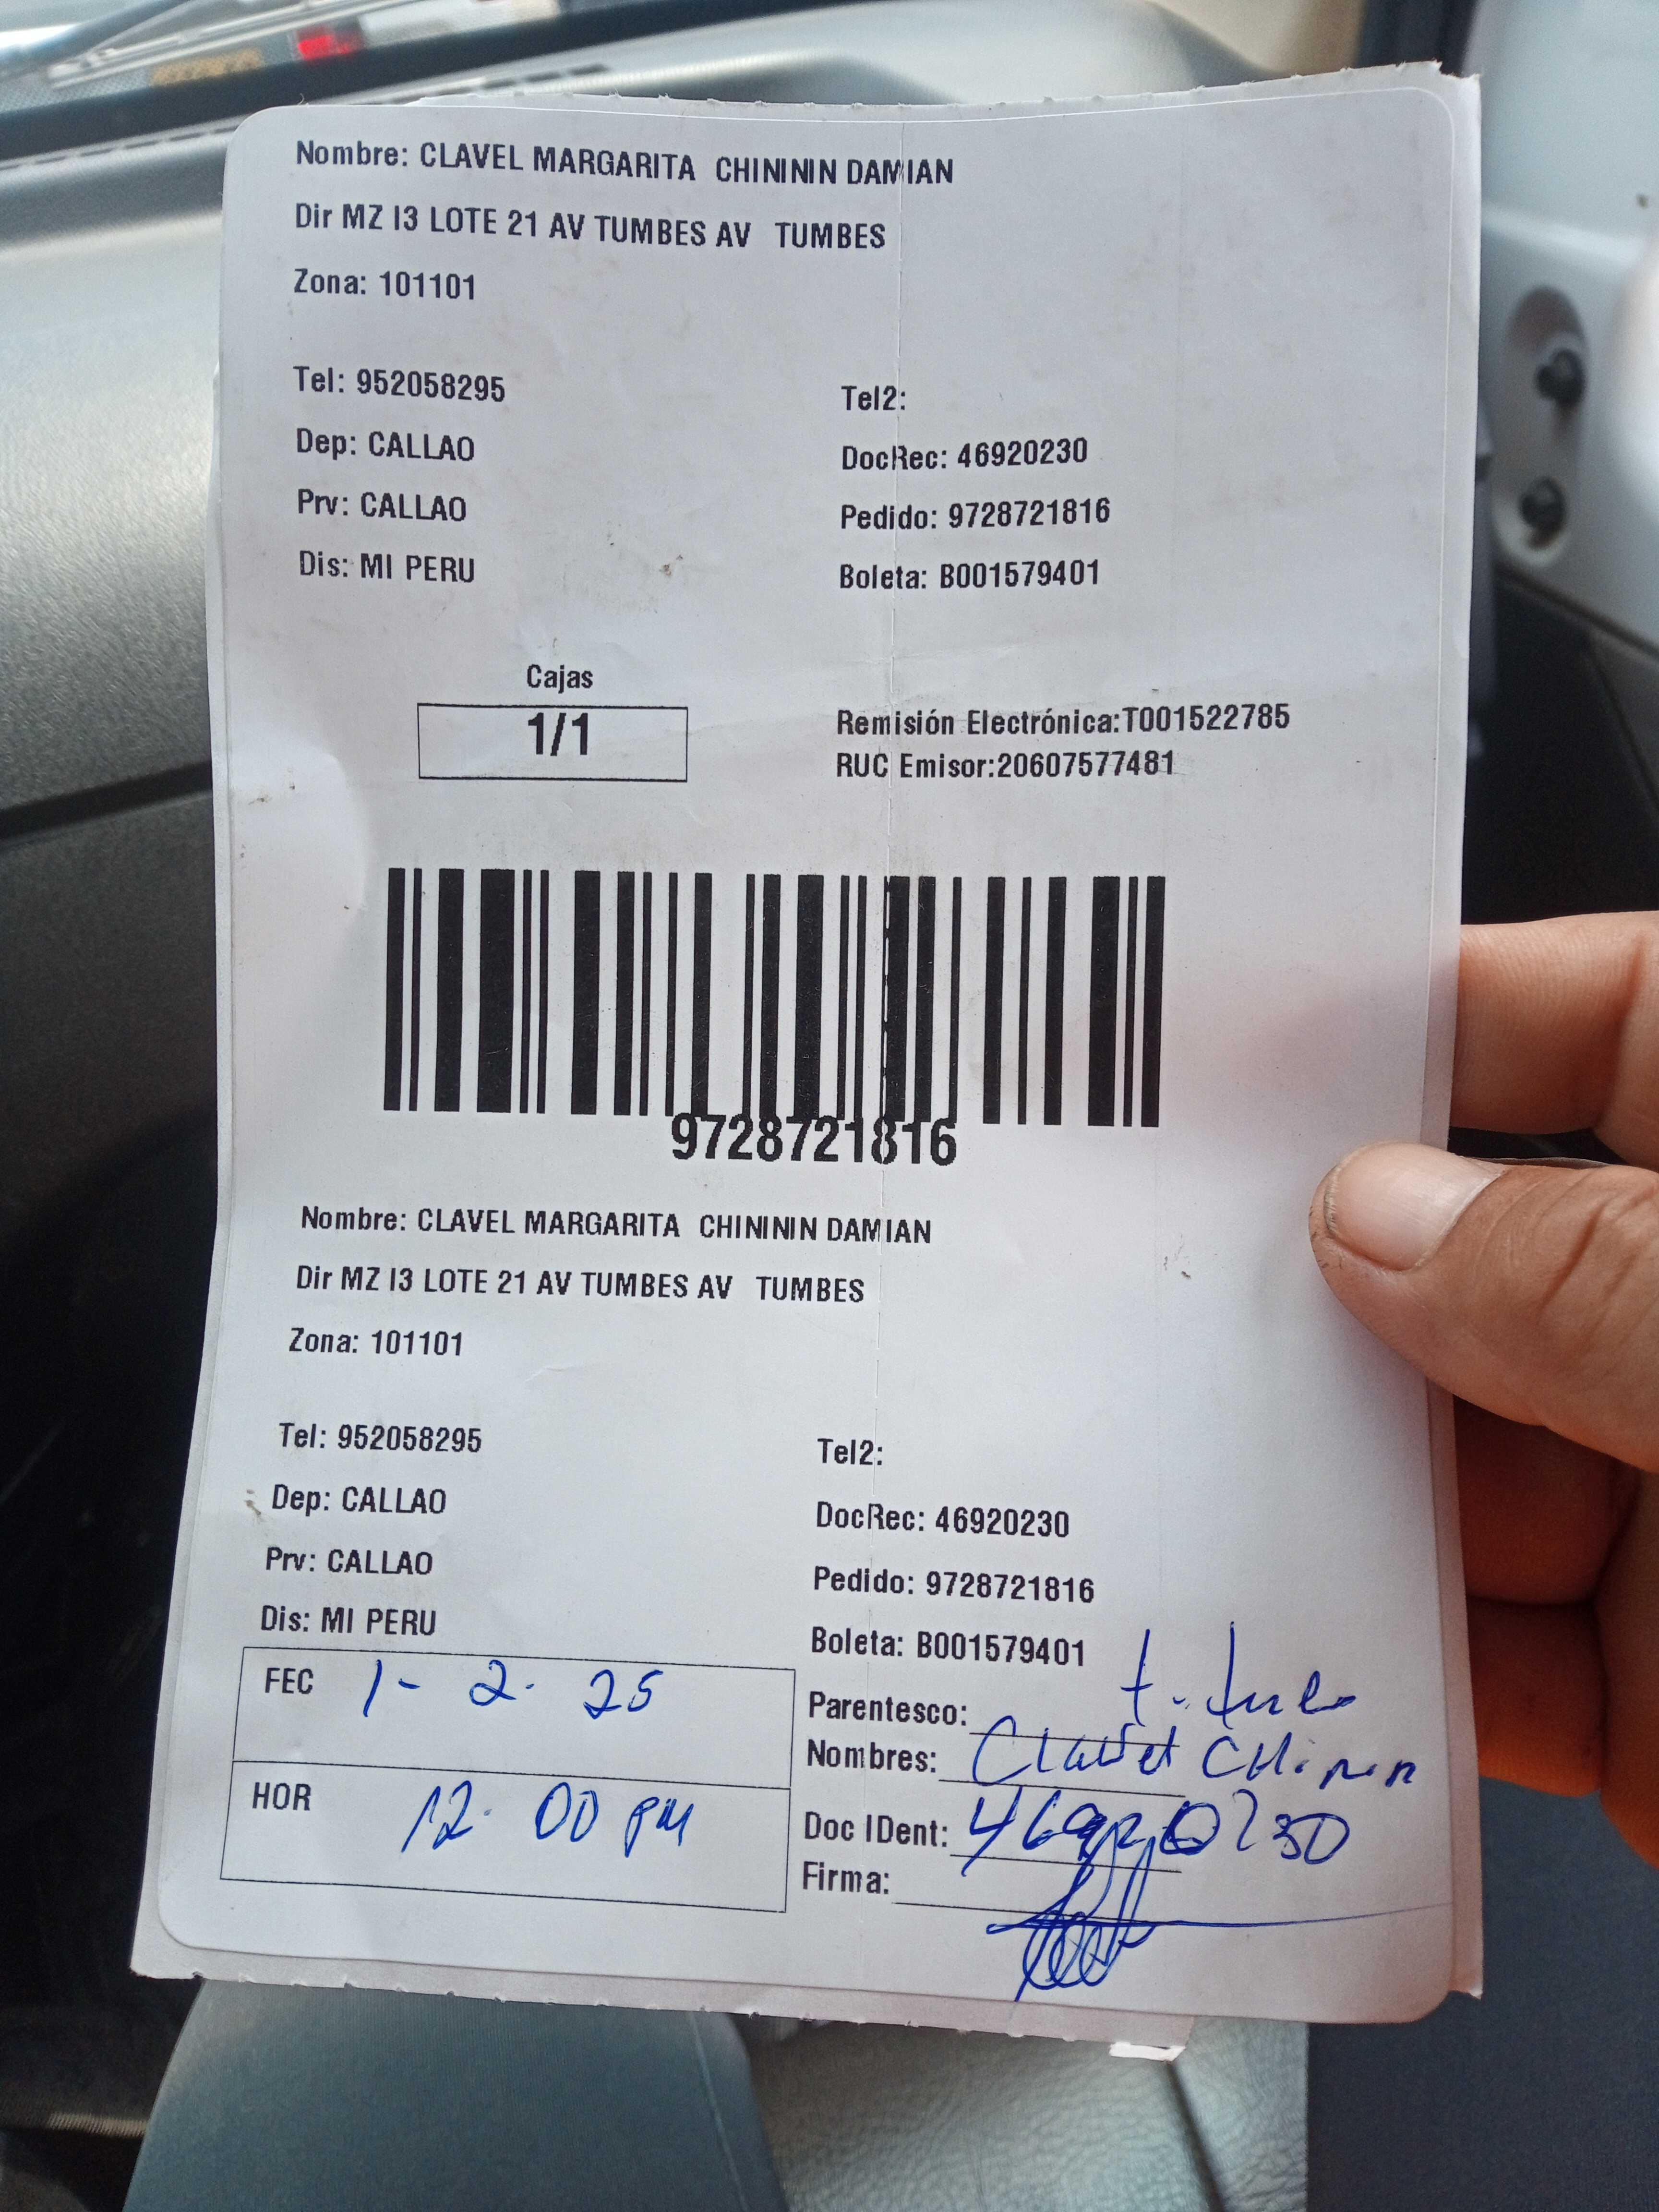 Nombre: CLAVEL MARGARITA CHINININ DAMIAN
Dir MZ I3 LOTE 21 AV TUMBES AV TUMBES
Zona: 101101
Tel: 952058295
Tel2:
Dep: CALLAO
DocRec: 46920230
Prv: CALLAO
Pedido: 9728721816
Dis: MI PERU
Boleta: B001579401
Cajas
1/1
Remisión Electrónica:T001522785
RUC Emisor:20607577481
9728721816
Nombre: CLAVEL MARGARITA CHINININ DAMIAN
Dir MZ I3 LOTE 21 AV TUMBES AV TUMBES
Zona: 101101
Tel: 952058295
Tel2:
Dep: CALLAO
DocRec: 46920230
Prv: CALLAO
Pedido: 9728721816
Dis: MI PERU
Boleta: B001579401
FEC 1- 2. 25
Parentesco:
Nombres: Clavel
HOR 12.00 PM
Doc IDent:
Firma: